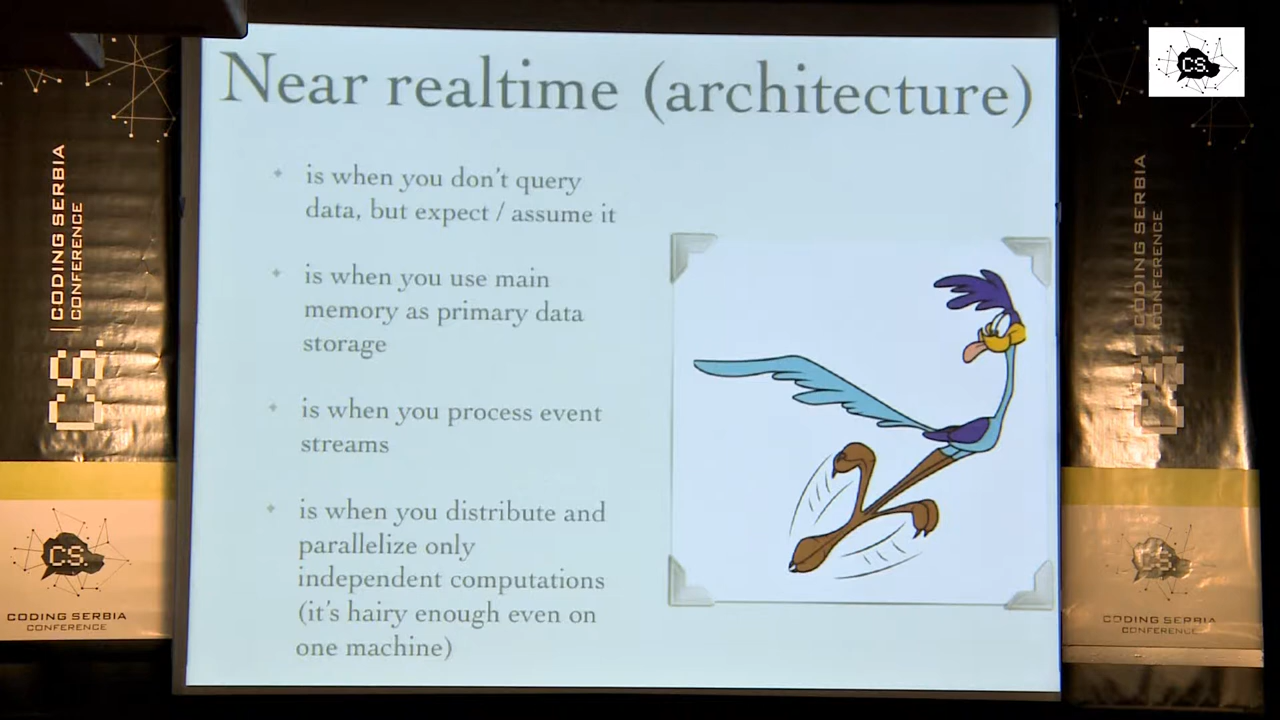 Near realtime (architecture)
is when you don't query
data, but expect / assume it
is when you use main
memory as primary data
storage
is when you process event
streams
is when you distribute and
parallelize only
independent computations
(it's hairy enough even on
one machine)
CS.
CS. | CODING SERBIA
CONFERENCE
CS.
CODING SERBIA
CONFERENCE
CS. | CODING SERBIA
CONFERENCE
CS.
CODING SERBIA
CONFERENCE